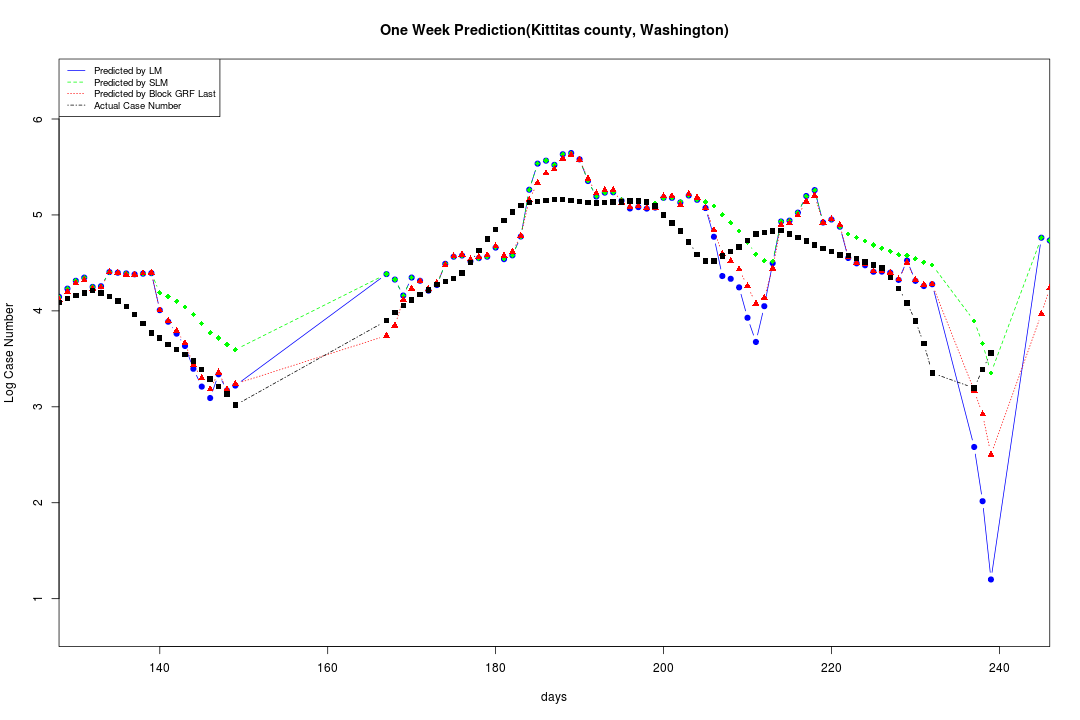 One Week Prediction(Kittitas county, Washington)
Predicted by LM
Predicted by SLM
Predicted by Block GRF Last
Actual Case Number
6
5
4
3
2
1
Log Case Number
140 160 180 200 220 240
days